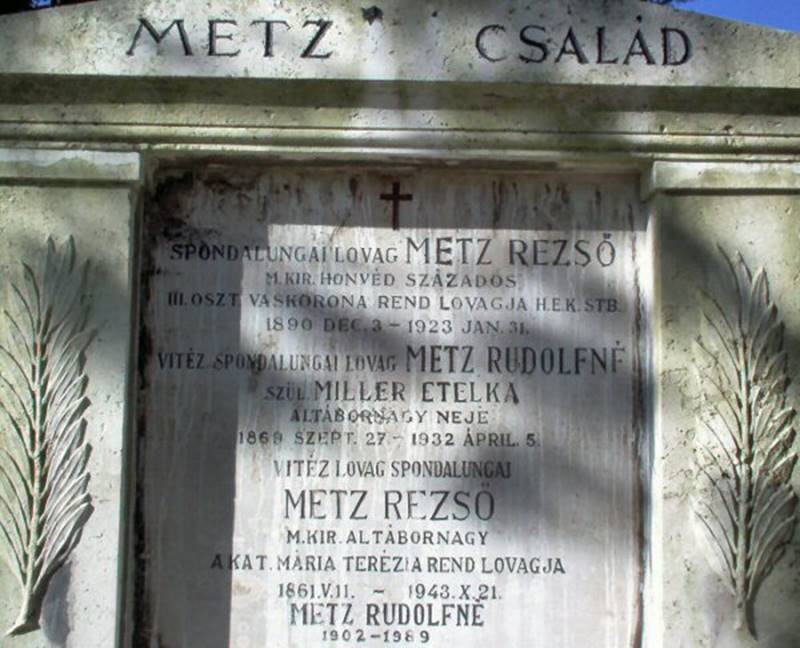 METZ CSALÁD
SPONDALUNGAI LOVAG METZ REZSŐ
M.KIR. HONVÉD SZÁZADOS
III.OSZT. VASKORONA REND LOVAGJA H.E.K. STB.
1890 DEC. 3 - 1923 JAN. 31.
VITÉZ SPONDALUNGAI LOVAG METZ RUDOLFNÉ
SZÜL. MILLER ETELKA
ALTÁBORNAGY NEJE
1869 SZEPT. 27 - 1932 ÁPRIL. 5.
VITÉZ LOVAG SPONDALUNGAI
METZ REZSŐ
M.KIR. ALTÁBORNAGY
A KAT. MÁRIA TERÉZIA REND LOVAGJA
1861.V.11. - 1943.X.21.
METZ RUDOLFNÉ
1902-1989